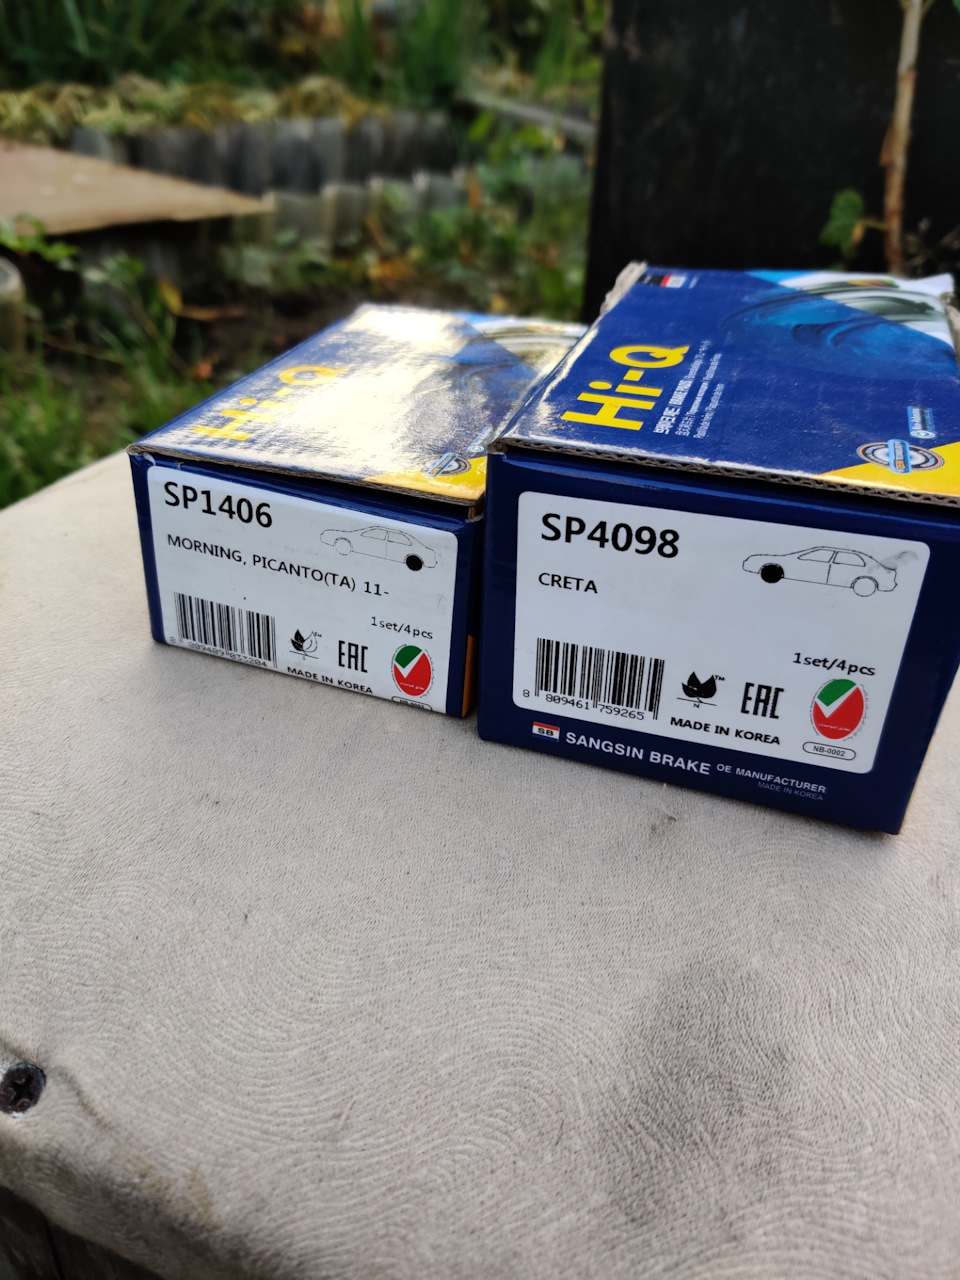 Hi-Q
SP1406
MORNING, PICANTO(TA) 11-
1set/4pcs
EAC
MADE IN KOREA
Hi-Q
SP4098
CRETA
1set/4pcs
8 809461 759265
TM
N
EAC
MADE IN KOREA
NB-0002
SB SANGSIN BRAKE OE MANUFACTURER
MADE IN KOREA